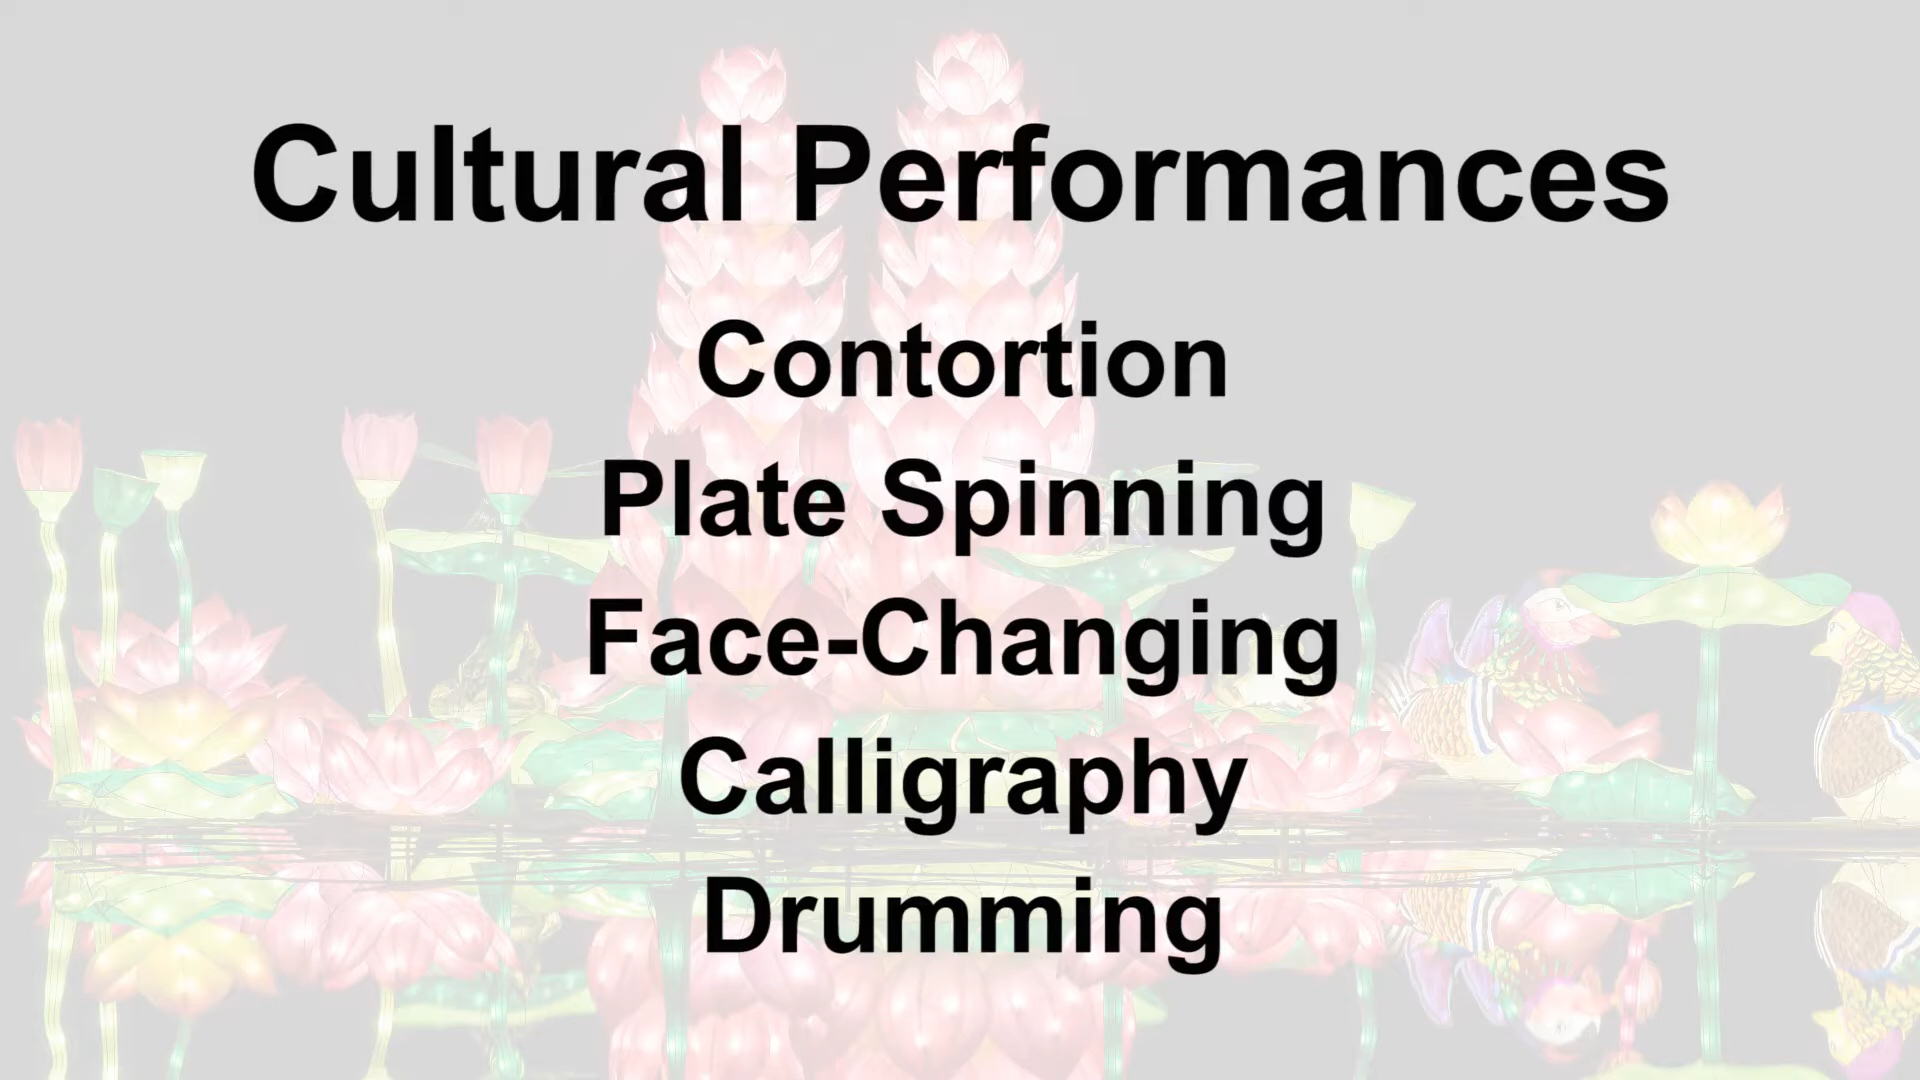 Cultural Performances
Contortion
Plate Spinning
Face-Changing
Calligraphy
Drumming